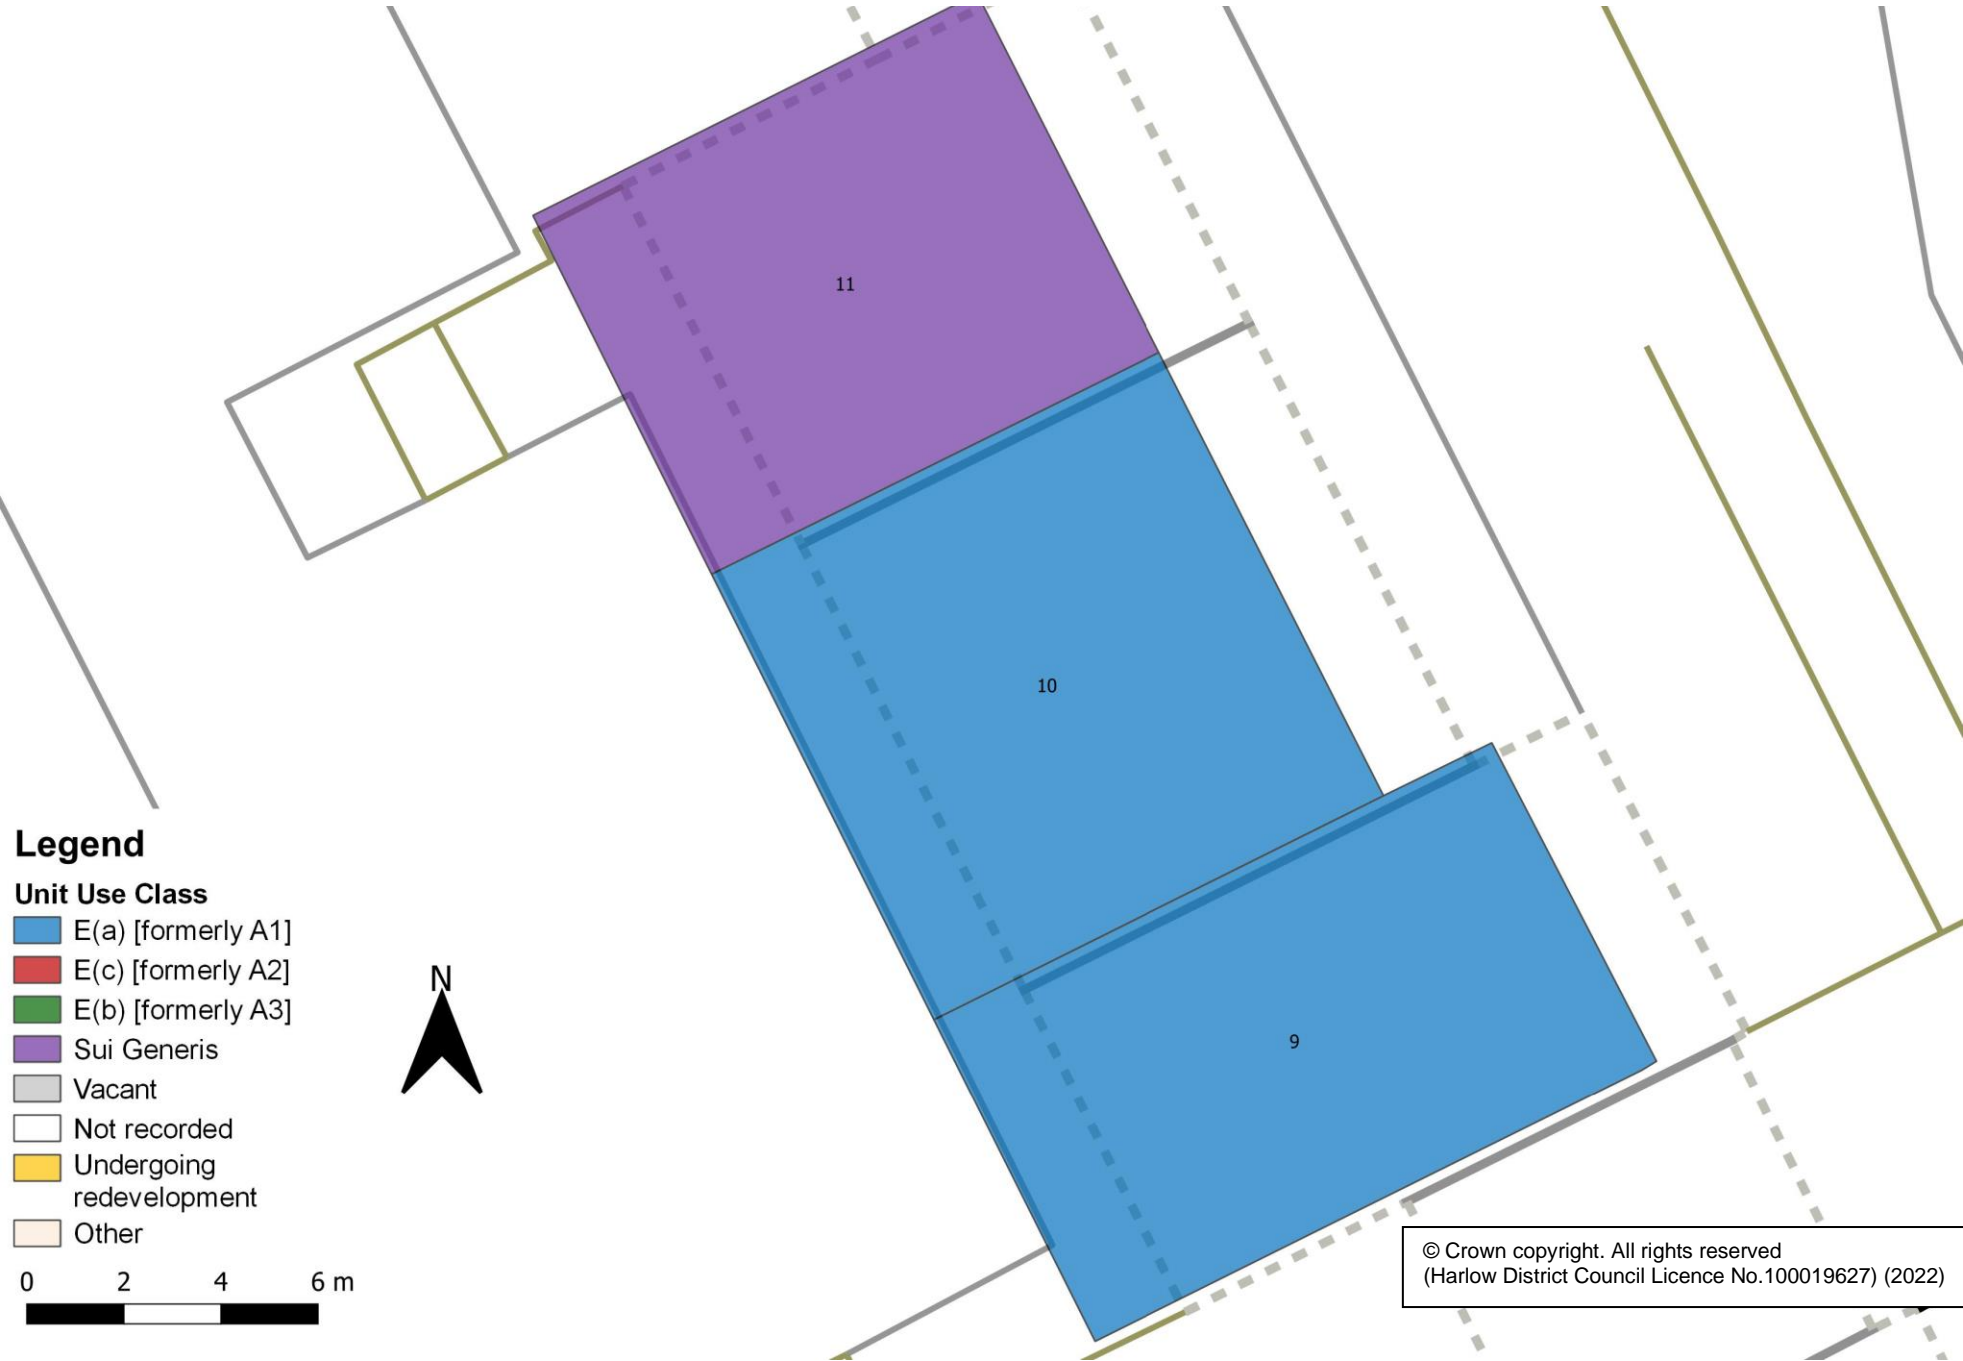 11
10
9
Legend
Unit Use Class
E(a) [formerly A1]
E(c) [formerly A2]
E(b) [formerly A3]
Sui Generis
Vacant
Not recorded
Undergoing
redevelopment
Other
N
0 2 4 6 m
© Crown copyright. All rights reserved
(Harlow District Council Licence No.100019627) (2022)